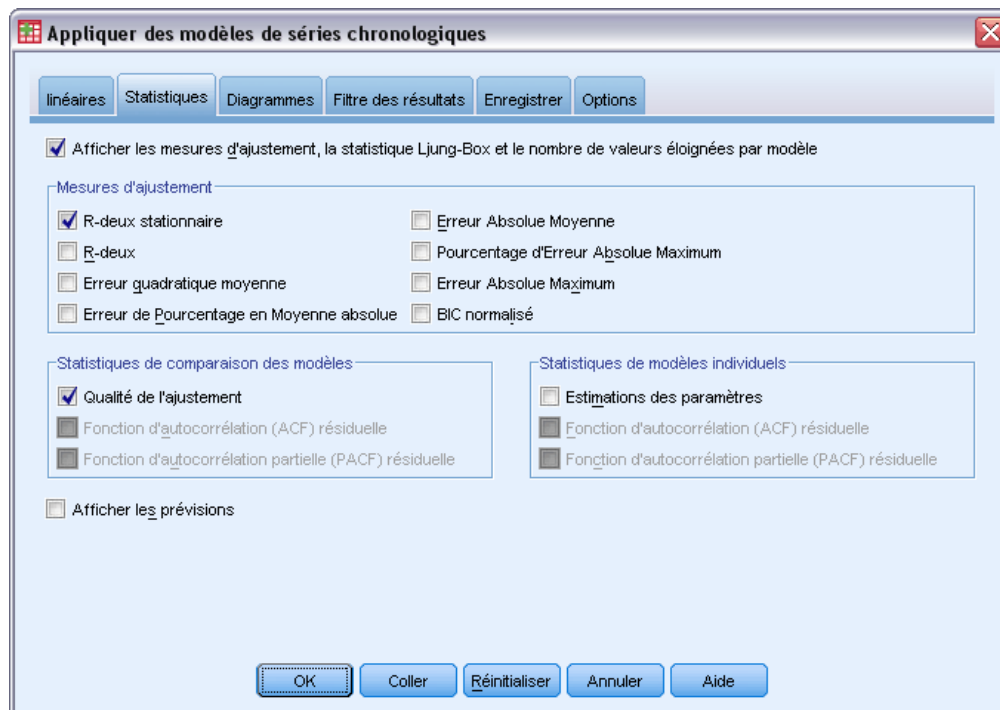 Appliquer des modèles de séries chronologiques
linéaires Statistiques Diagrammes Filtre des résultats Enregistrer Options
Afficher les mesures d'ajustement, la statistique Ljung-Box et le nombre de valeurs éloignées par modèle
Mesures d'ajustement
R-deux stationnaire
R-deux
Erreur quadratique moyenne
Erreur de Pourcentage en Moyenne absolue
Erreur Absolue Moyenne
Pourcentage d'Erreur Absolue Maximum
Erreur Absolue Maximum
BIC normalisé
Statistiques de comparaison des modèles
Qualité de l'ajustement
Fonction d'autocorrélation (ACF) résiduelle
Fonction d'autocorrélation partielle (PACF) résiduelle
Statistiques de modèles individuels
Estimations des paramètres
Fonction d'autocorrélation (ACF) résiduelle
Fonction d'autocorrélation partielle (PACF) résiduelle
Afficher les prévisions
OK Coller Réinitialiser Annuler Aide